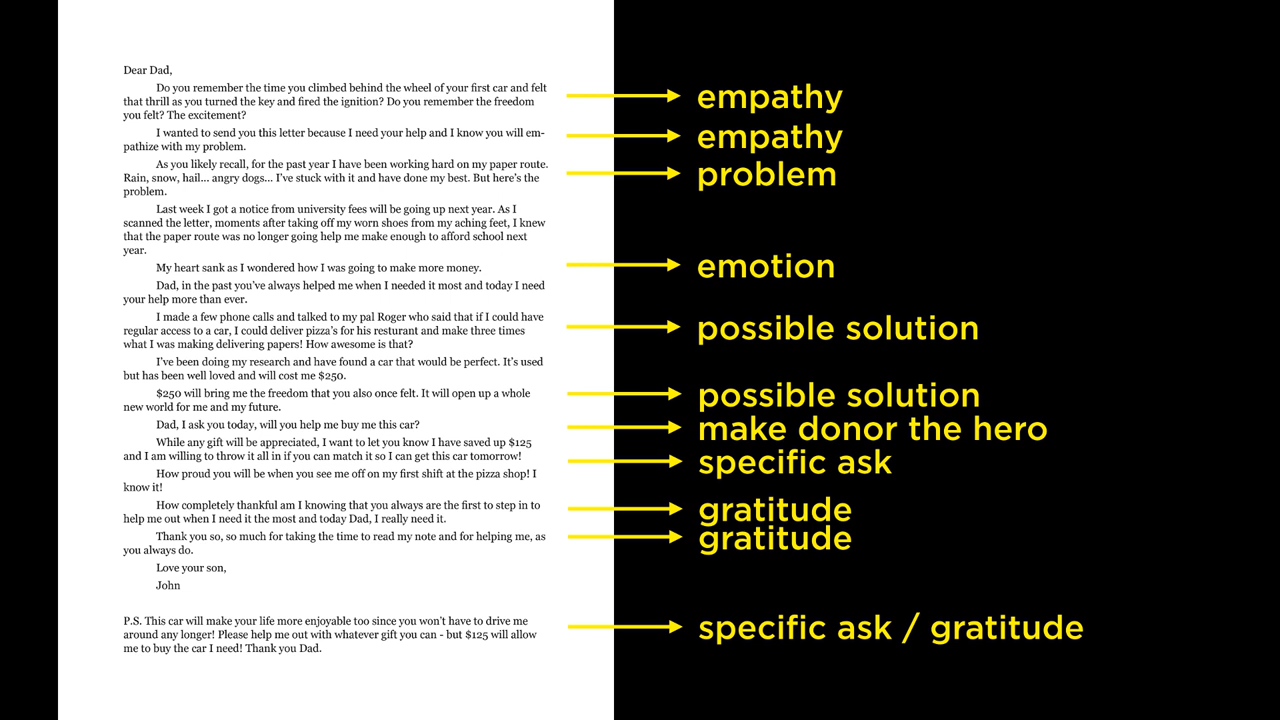 Dear Dad,
Do you remember the time you climbed behind the wheel of your first car and felt
that thrill as you turned the key and fired the ignition? Do you remember the freedom
you felt? The excitement?
I wanted to send you this letter because I need your help and I know you will em-
pathize with my problem.
As you likely recall, for the past year I have been working hard on my paper route.
Rain, snow, hail... angry dogs... I've stuck with it and have done my best. But here's the
problem.
Last week I got a notice from university fees will be going up next year. As I
scanned the letter, moments after taking off my worn shoes from my aching feet, I knew
that the paper route was no longer going help me make enough to afford school next
year.
My heart sank as I wondered how I was going to make more money.
Dad, in the past you've always helped me when I needed it most and today I need
your help more than ever.
I made a few phone calls and talked to my pal Roger who said that if I could have
regular access to a car, I could deliver pizza's for his resturant and make three times
what I was making delivering papers! How awesome is that?
I've been doing my research and have found a car that would be perfect. It's used
but has been well loved and will cost me $250.
$250 will bring me the freedom that you also once felt. It will open up a whole
new world for me and my future.
Dad, I ask you today, will you help me buy me this car?
While any gift will be appreciated, I want to let you know I have saved up $125
and I am willing to throw it all in if you can match it so I can get this car tomorrow!
How proud you will be when you see me off on my first shift at the pizza shop! I
know it!
How completely thankful am I knowing that you always are the first to step in to
help me out when I need it the most and today Dad, I really need it.
Thank you so, so much for taking the time to read my note and for helping me, as
you always do.
Love your son,
John
P.S. This car will make your life more enjoyable too since you won't have to drive me
around any longer! Please help me out with whatever gift you can - but $125 will allow
me to buy the car I need! Thank you Dad.
empathy
empathy
problem
emotion
possible solution
possible solution
make donor the hero
specific ask
gratitude
gratitude
specific ask / gratitude